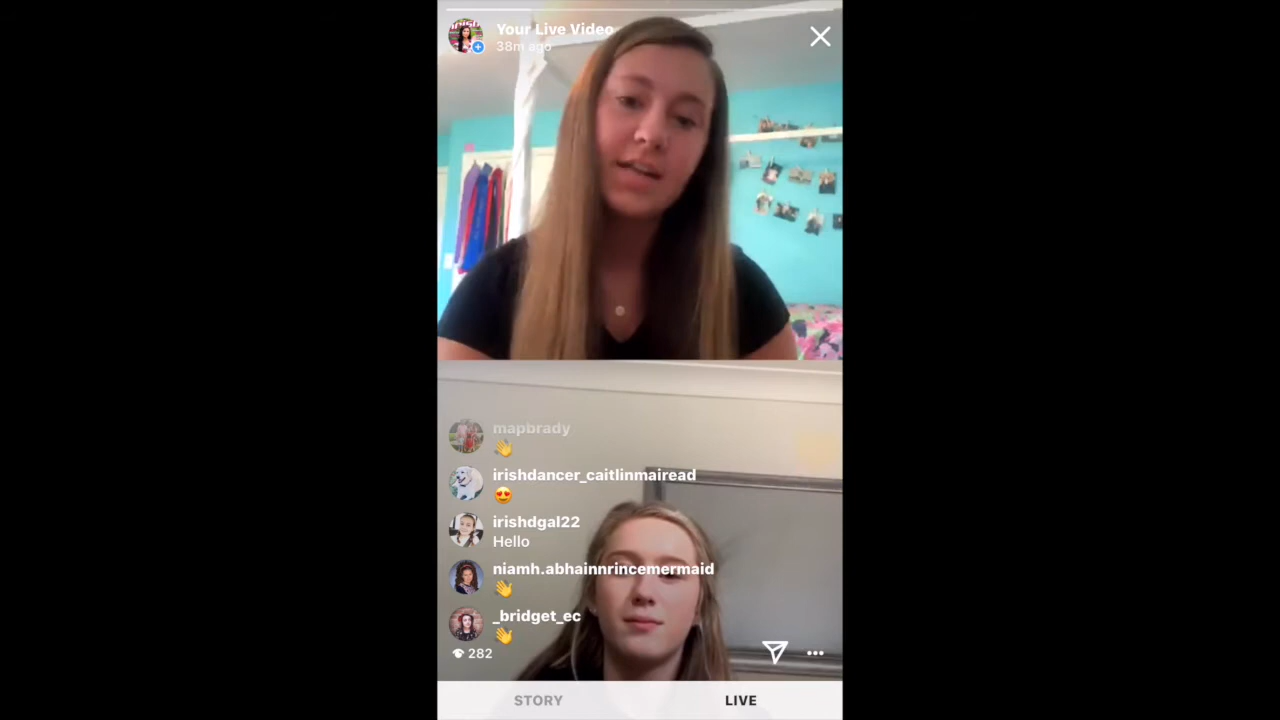 Your Live Video
38m ago
mapbrady
👋
irishdancer_caitlinmairead
😍
irishdgal22
Hello
niamh.abhainnrincemermaid
👋
_bridget_ec
👋
282
STORY
LIVE